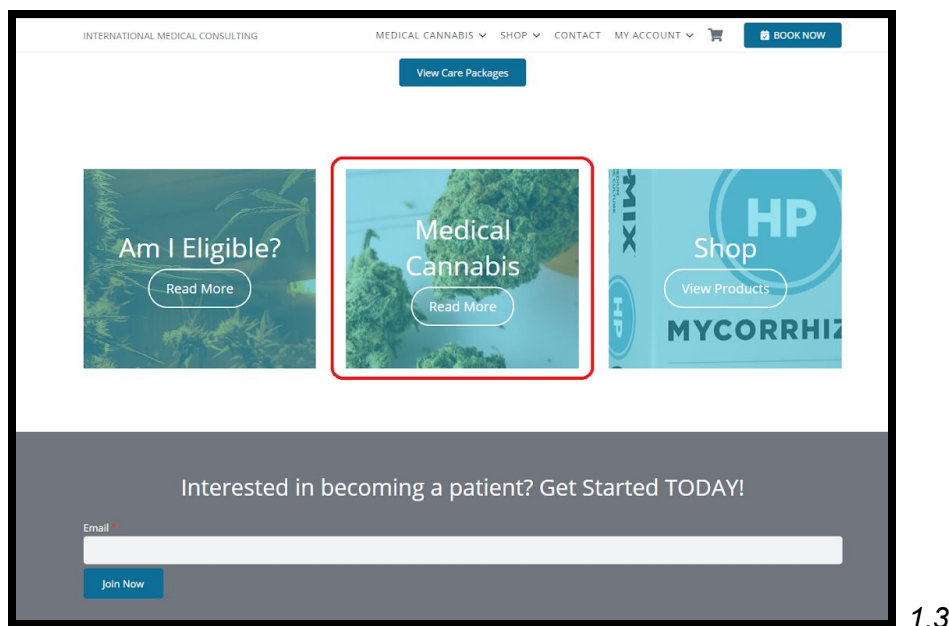 INTERNATIONAL MEDICAL CONSULTING
MEDICAL CANNABIS SHOP CONTACT MY ACCOUNT BOOK NOW
View Care Packages
Am I Eligible?
Read More
Medical
Cannabis
Read More
HP
Shop
View Products
HP
MYCORRHIZ
Interested in becoming a patient? Get Started TODAY!
Email *
Join Now
1.3